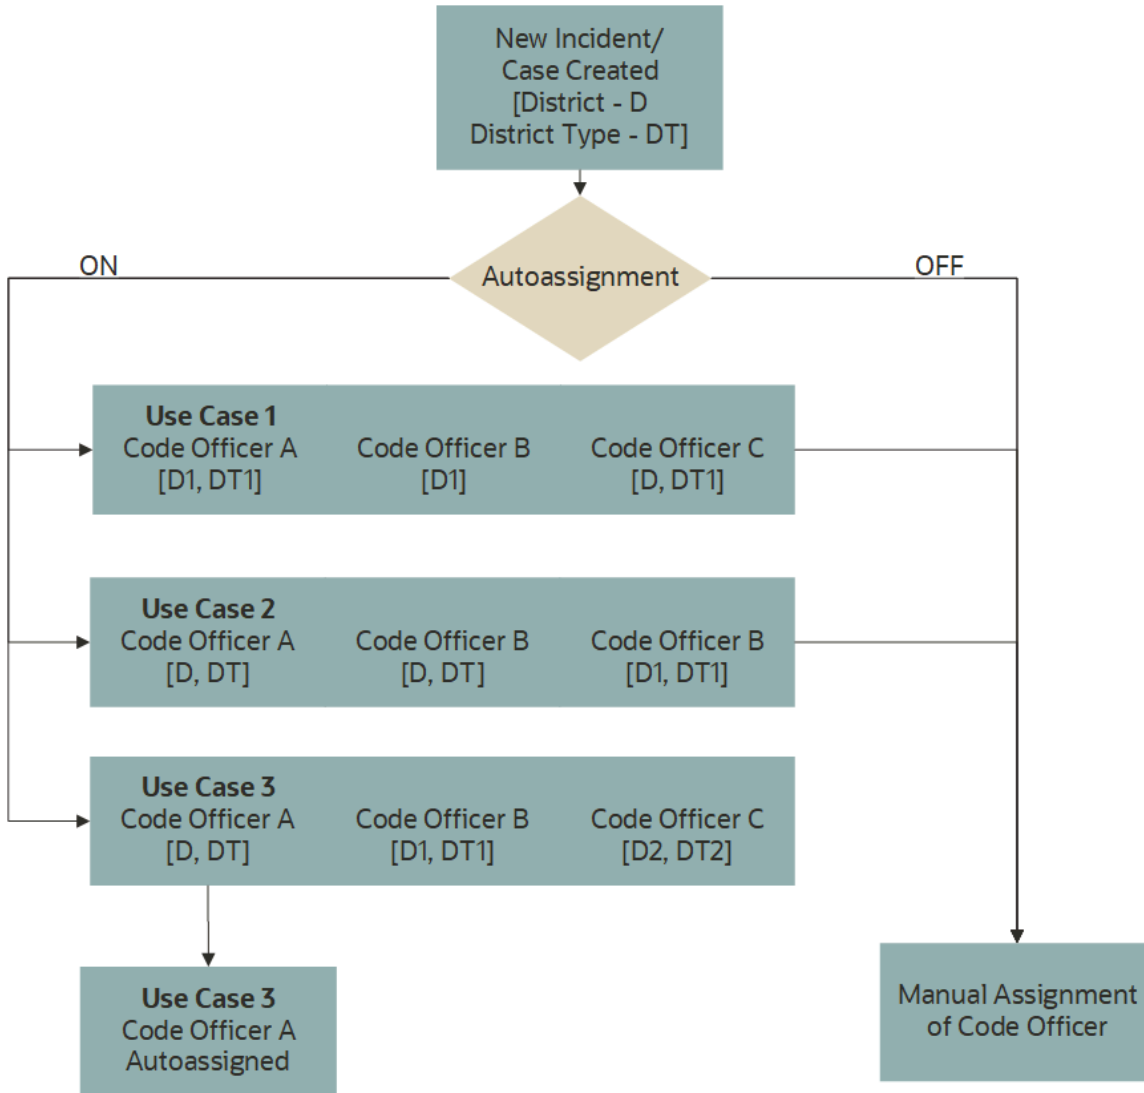 New Incident/
Case Created
[District - D
District Type - DT]
ON
Autoassignment
OFF
Use Case 1
Code Officer A
[D1, DT1]
Code Officer B
[D1]
Code Officer C
[D, DT1]
Use Case 2
Code Officer A
[D, DT]
Code Officer B
[D, DT]
Code Officer B
[D1, DT1]
Use Case 3
Code Officer A
[D, DT]
Code Officer B
[D1, DT1]
Code Officer C
[D2, DT2]
Use Case 3
Code Officer A
Autoassigned
Manual Assignment
of Code Officer